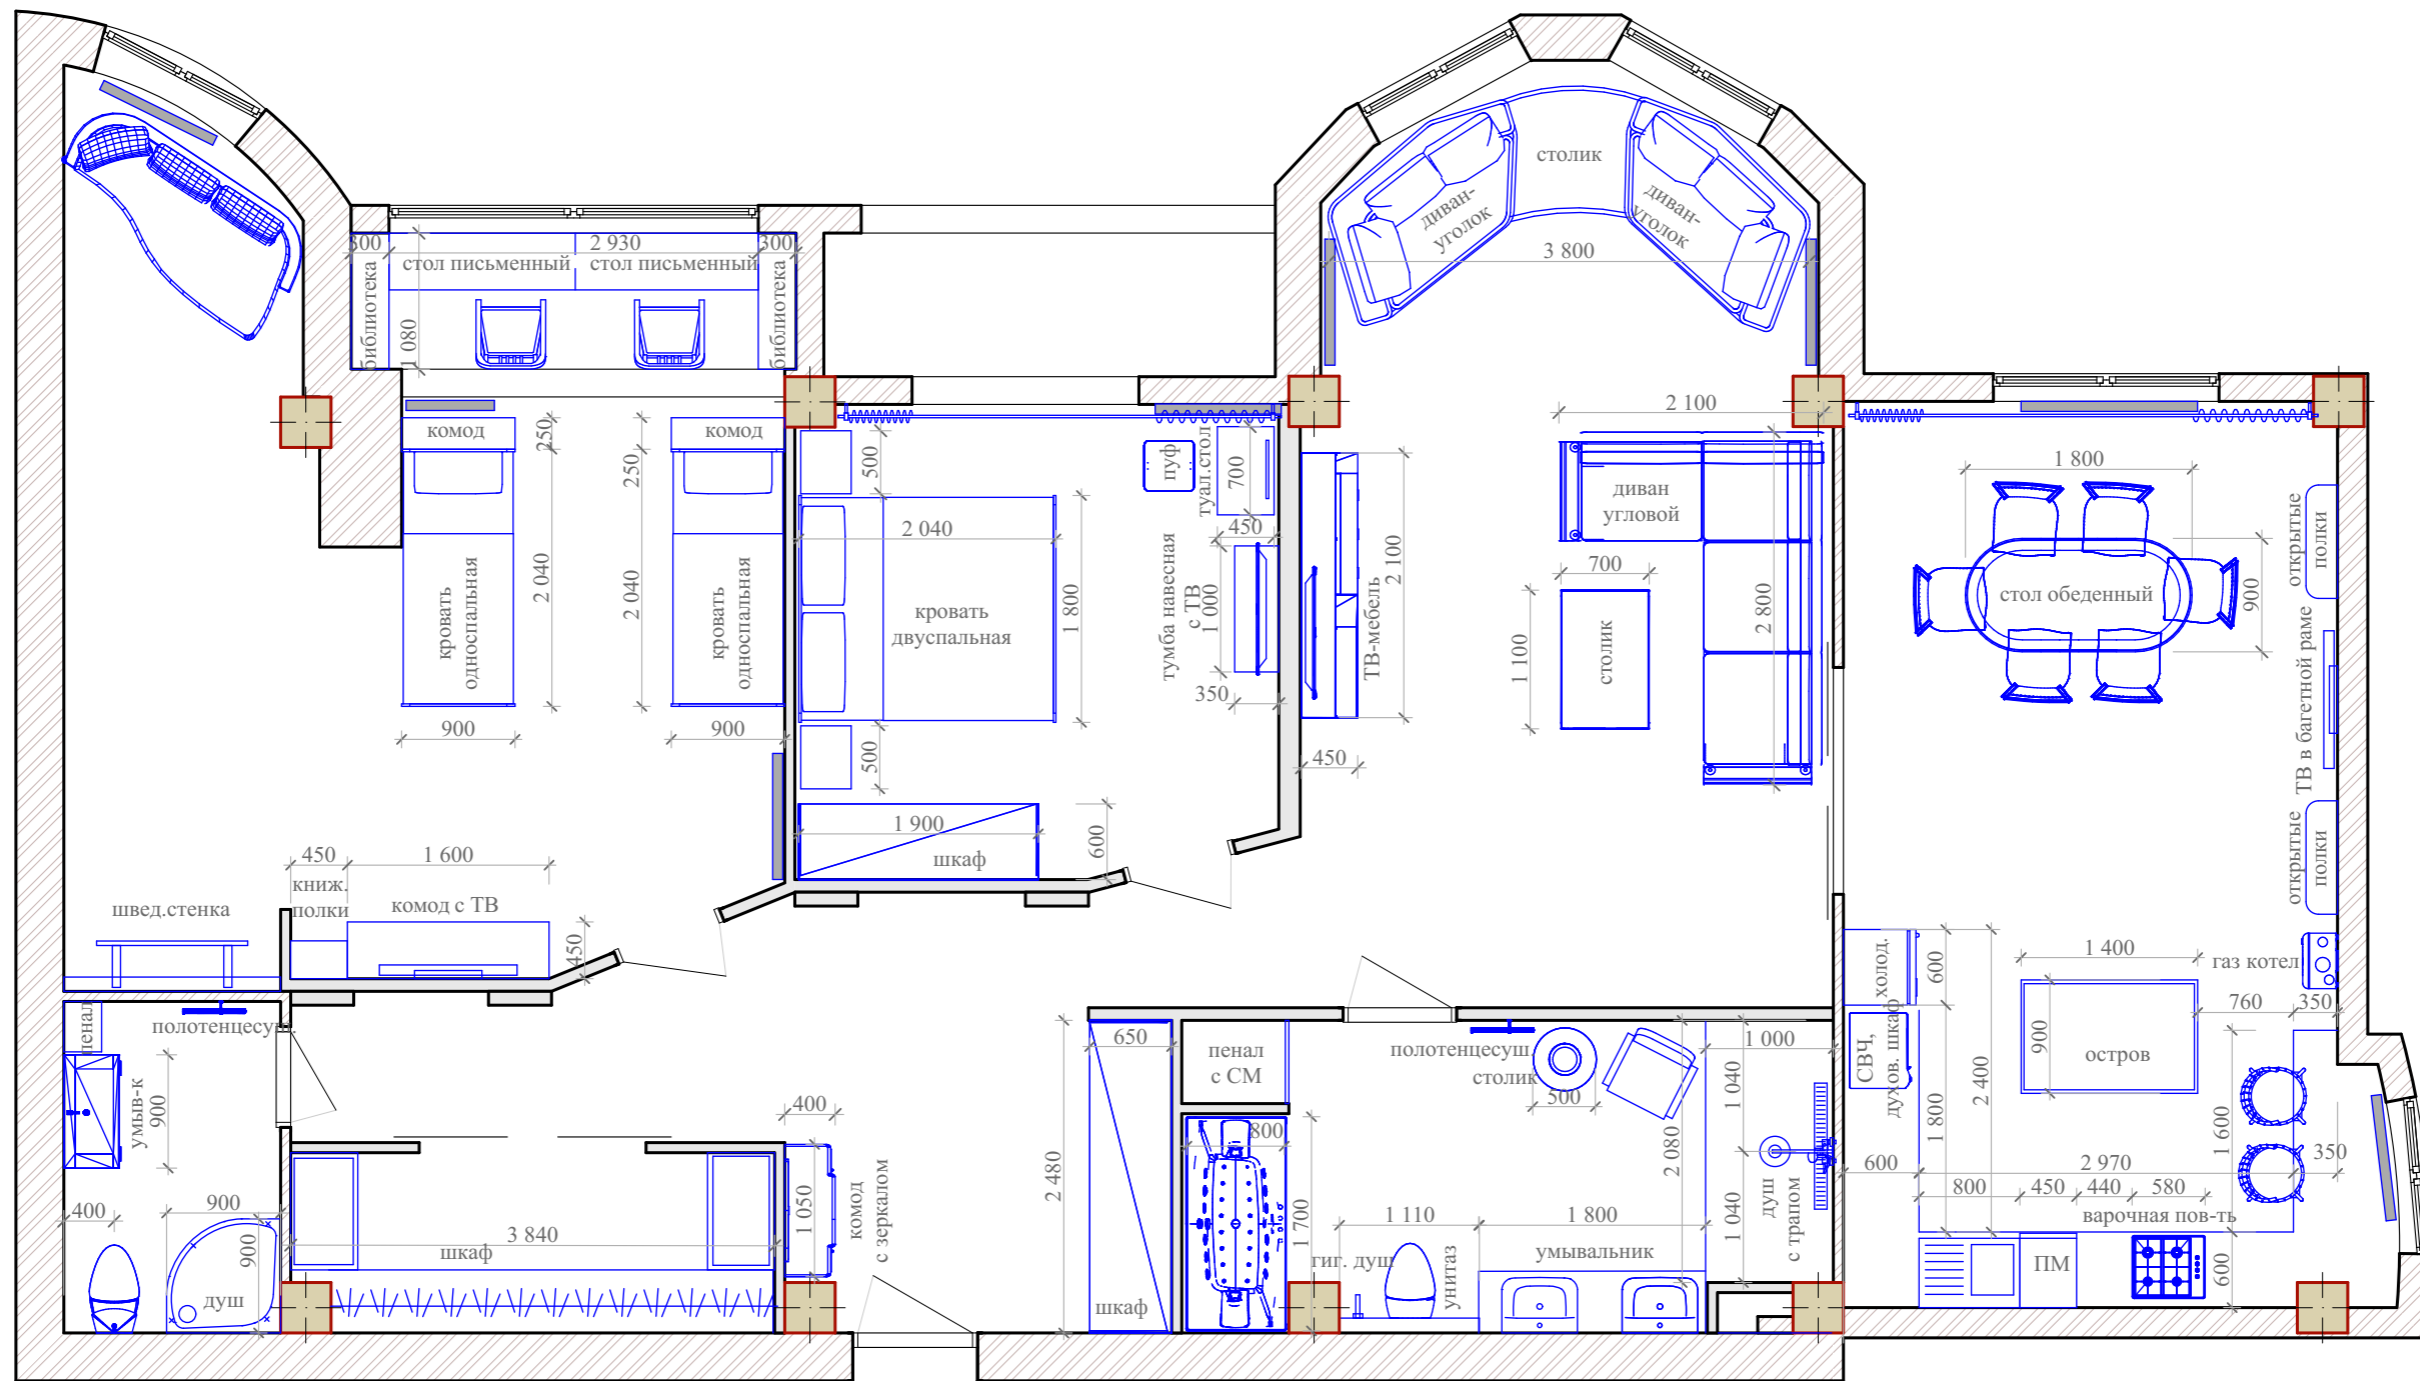 столик
диван-
уголок
диван-
уголок
3 800
300
2 930
300
стол письменный
стол письменный
библиотека
библиотека
1 080
комод
250
250
комод
кровать
односпальная
2 040
2 040
кровать
односпальная
900
900
500
2 040
кровать
двуспальная
1 800
500
1 900
шкаф
600
пуф
туал.стол
700
450
тумба навесная
с ТВ
1 000
350
2 100
ТВ-мебель
450
2 100
диван
угловой
700
столик
1 100
2 800
1 800
стол обеденный
900
открытые
полки
ТВ в багетной раме
открытые
полки
450
1 600
книж.
полки
комод с ТВ
450
швед.стенка
пенал
полотенцесуш.
умыв-к
900
400
900
900
душ
3 840
шкаф
400
1 050
комод
с зеркалом
650
2 480
шкаф
пенал
с СМ
800
1 700
полотенцесуш.
столик
500
1 000
1 040
2 080
1 040
душ
с трапом
1 110
1 800
гиг. душ
унитаз
умывальник
холод.
600
СВЧ,
духов. шкаф
1 800
2 400
1 400
900
остров
газ котел
760
350
1 600
350
600
2 970
800
450
440
580
варочная пов-ть
ПМ
600